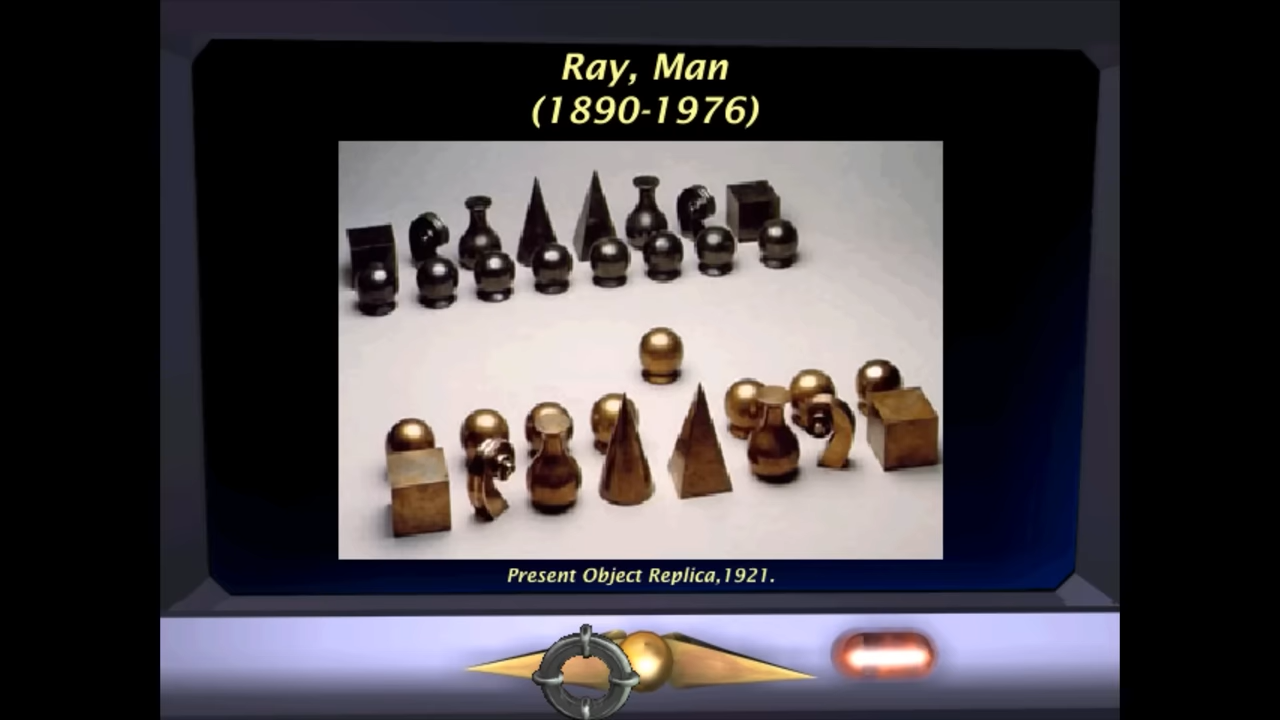 Ray, Man
(1890-1976)
Present Object Replica,1921.